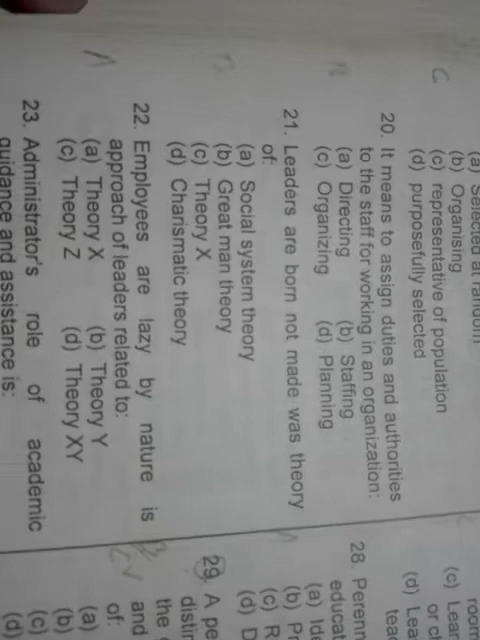 (a) Selected at random
(b) Organising
(c) representative of population
(d) purposefully selected
20. It means to assign duties and authorities
to the staff for working in an organization:
(a) Directing (b) Staffing
(c) Organizing (d) Planning
21. Leaders are born not made was theory
of:
(a) Social system theory
(b) Great man theory
(c) Theory X
(d) Charismatic theory
22. Employees are lazy by nature is
approach of leaders related to:
(a) Theory X (b) Theory Y
(c) Theory Z (d) Theory XY
23. Administrator's role of academic
guidance and assistance is:
C
B
A
room
(c) Lea
or cl
(d) Lea
tea
28. Perenn
educat
(a) Id
(b) Pr
(c) R
(d) D
29. A pe
distin
the
and
of:
(a)
(b)
(c)
(d)